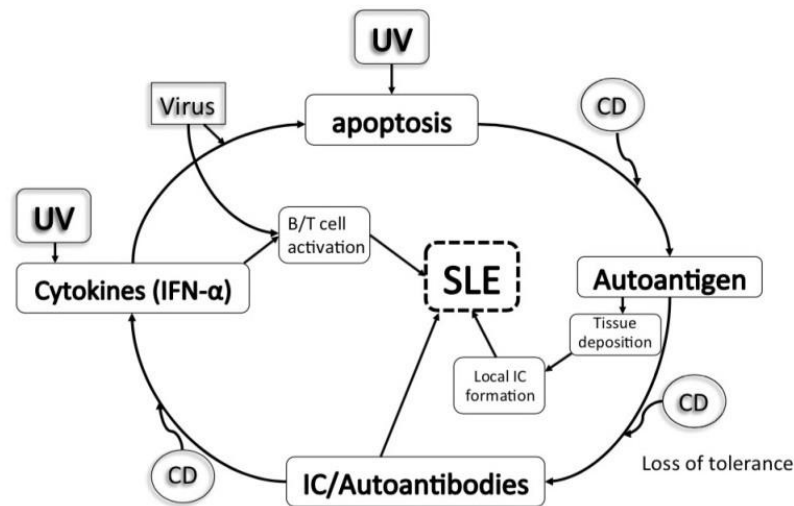 UV
CD
Virus
apoptosis
UV
B/T cell
activation
SLE
Cytokines (IFN-α)
Autoantigen
Tissue
deposition
Local IC
formation
CD
CD
IC/Autoantibodies
Loss of tolerance